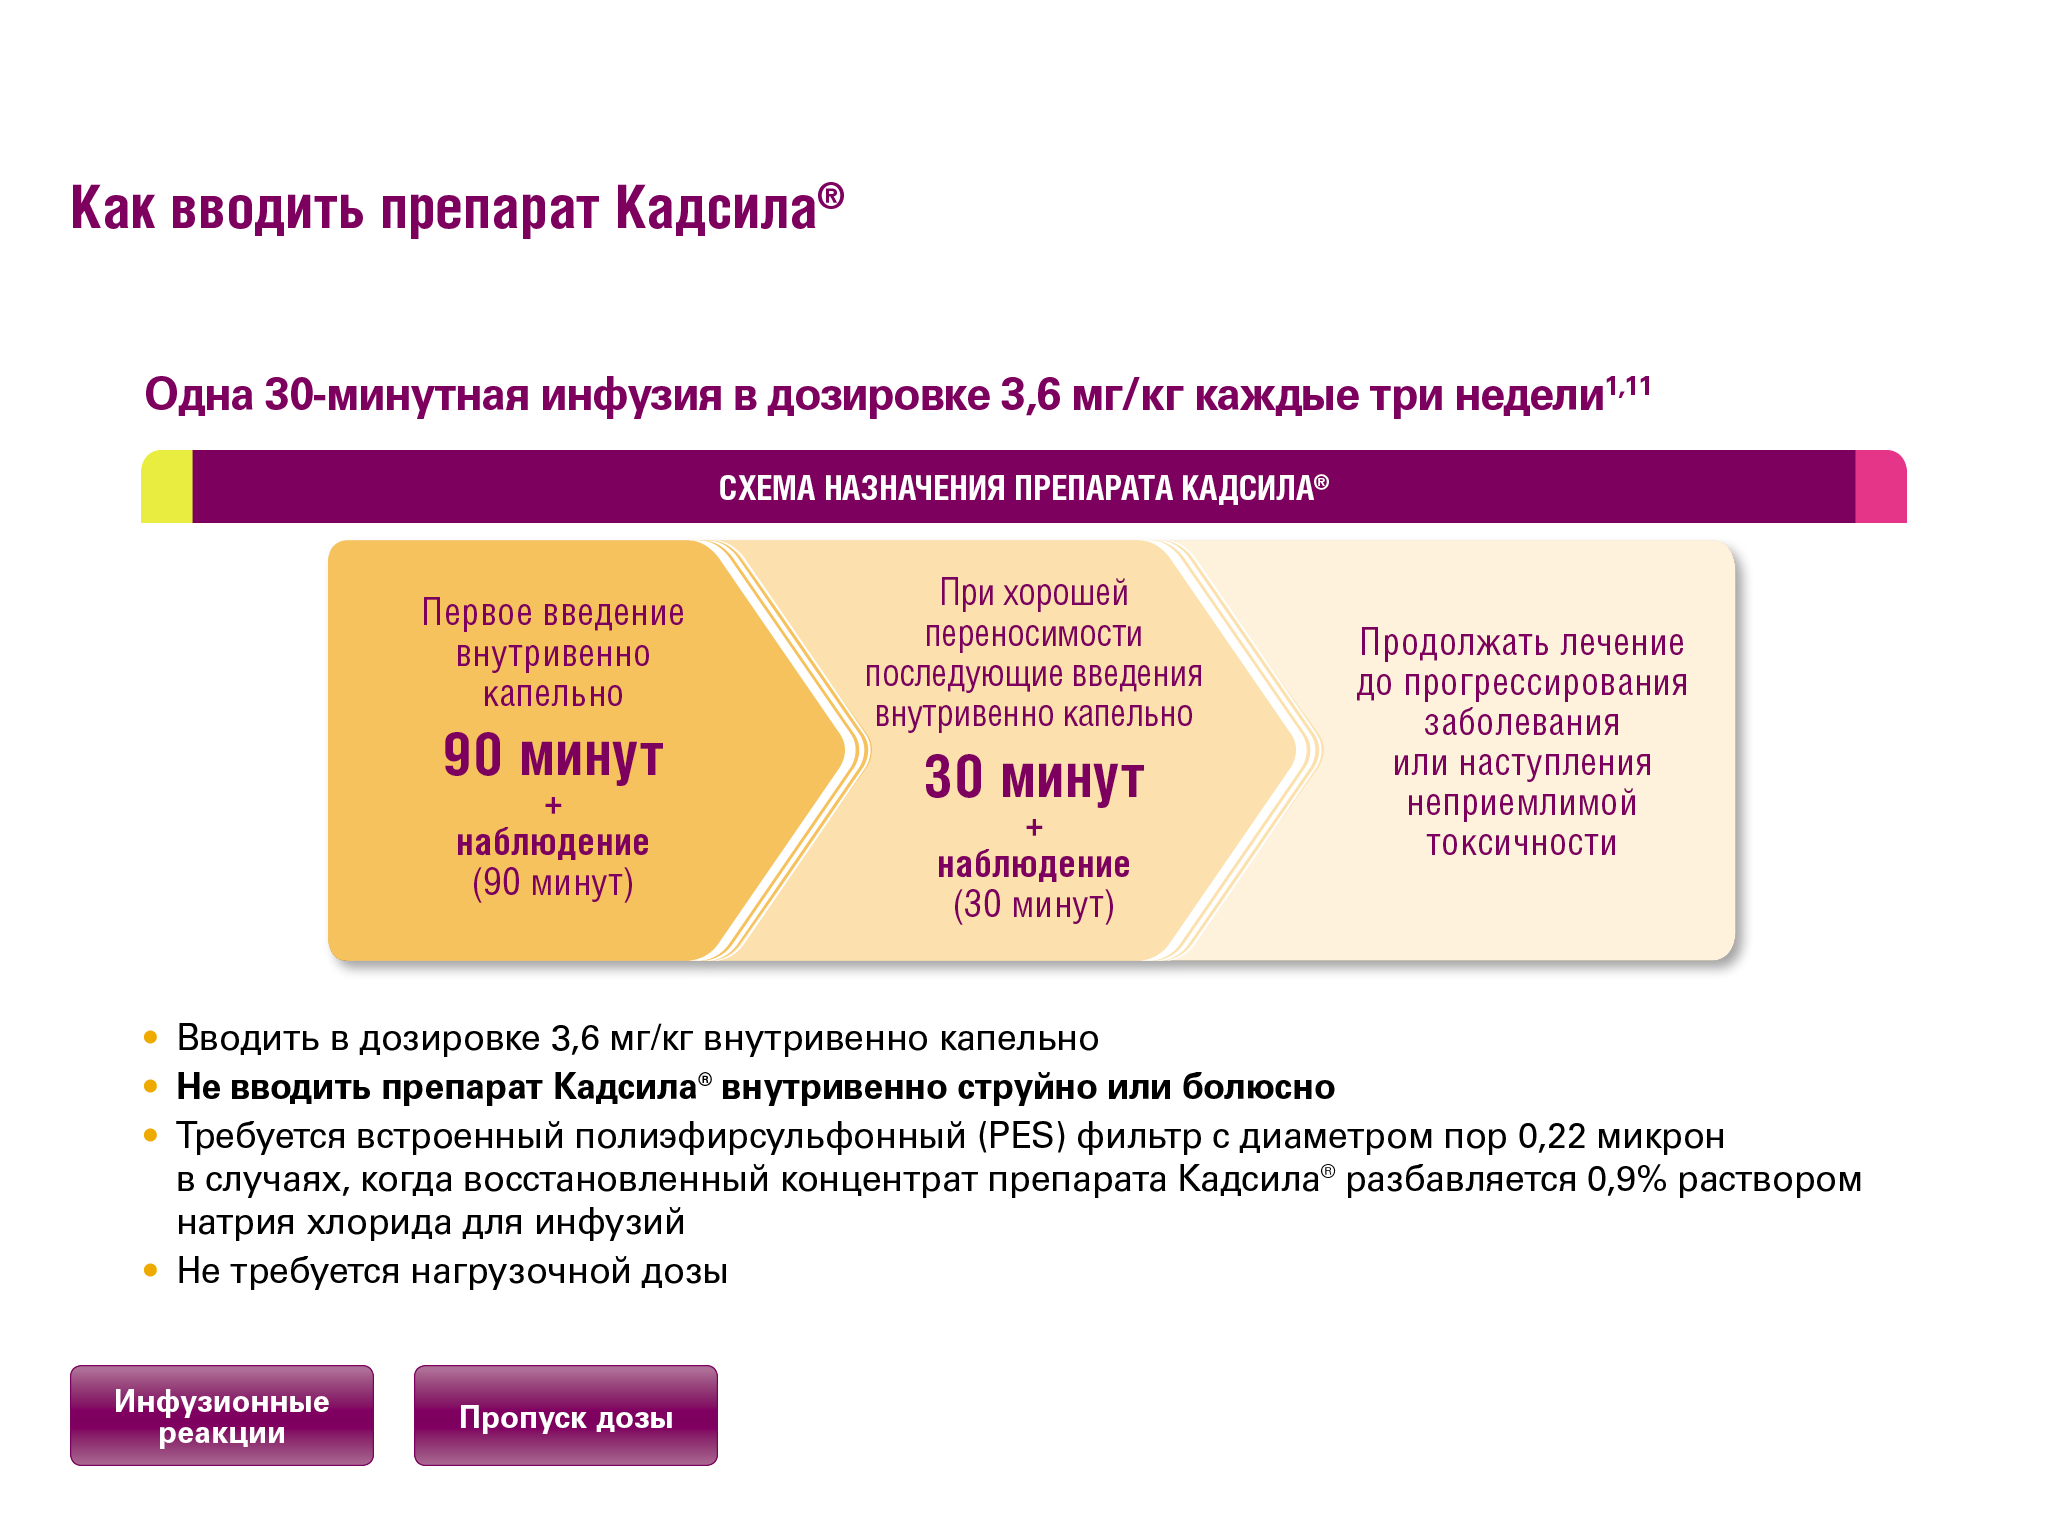 Как вводить препарат Кадсила®
Одна 30-минутная инфузия в дозировке 3,6 мг/кг каждые три недели1,11
СХЕМА НАЗНАЧЕНИЯ ПРЕПАРАТА КАДСИЛА®
Первое введение
внутривенно
капельно
90 минут
+
наблюдение
(90 минут)
При хорошей
переносимости
последующие введения
внутривенно капельно
30 минут
+
наблюдение
(30 минут)
Продолжать лечение
до прогрессирования
заболевания
или наступления
неприемлимой
токсичности
• Вводить в дозировке 3,6 мг/кг внутривенно капельно
• Не вводить препарат Кадсила® внутривенно струйно или болюсно
• Требуется встроенный полиэфирсульфонный (PES) фильтр с диаметром пор 0,22 микрон
в случаях, когда восстановленный концентрат препарата Кадсила® разбавляется 0,9% раствором
натрия хлорида для инфузий
• Не требуется нагрузочной дозы
Инфузионные
реакции
Пропуск дозы